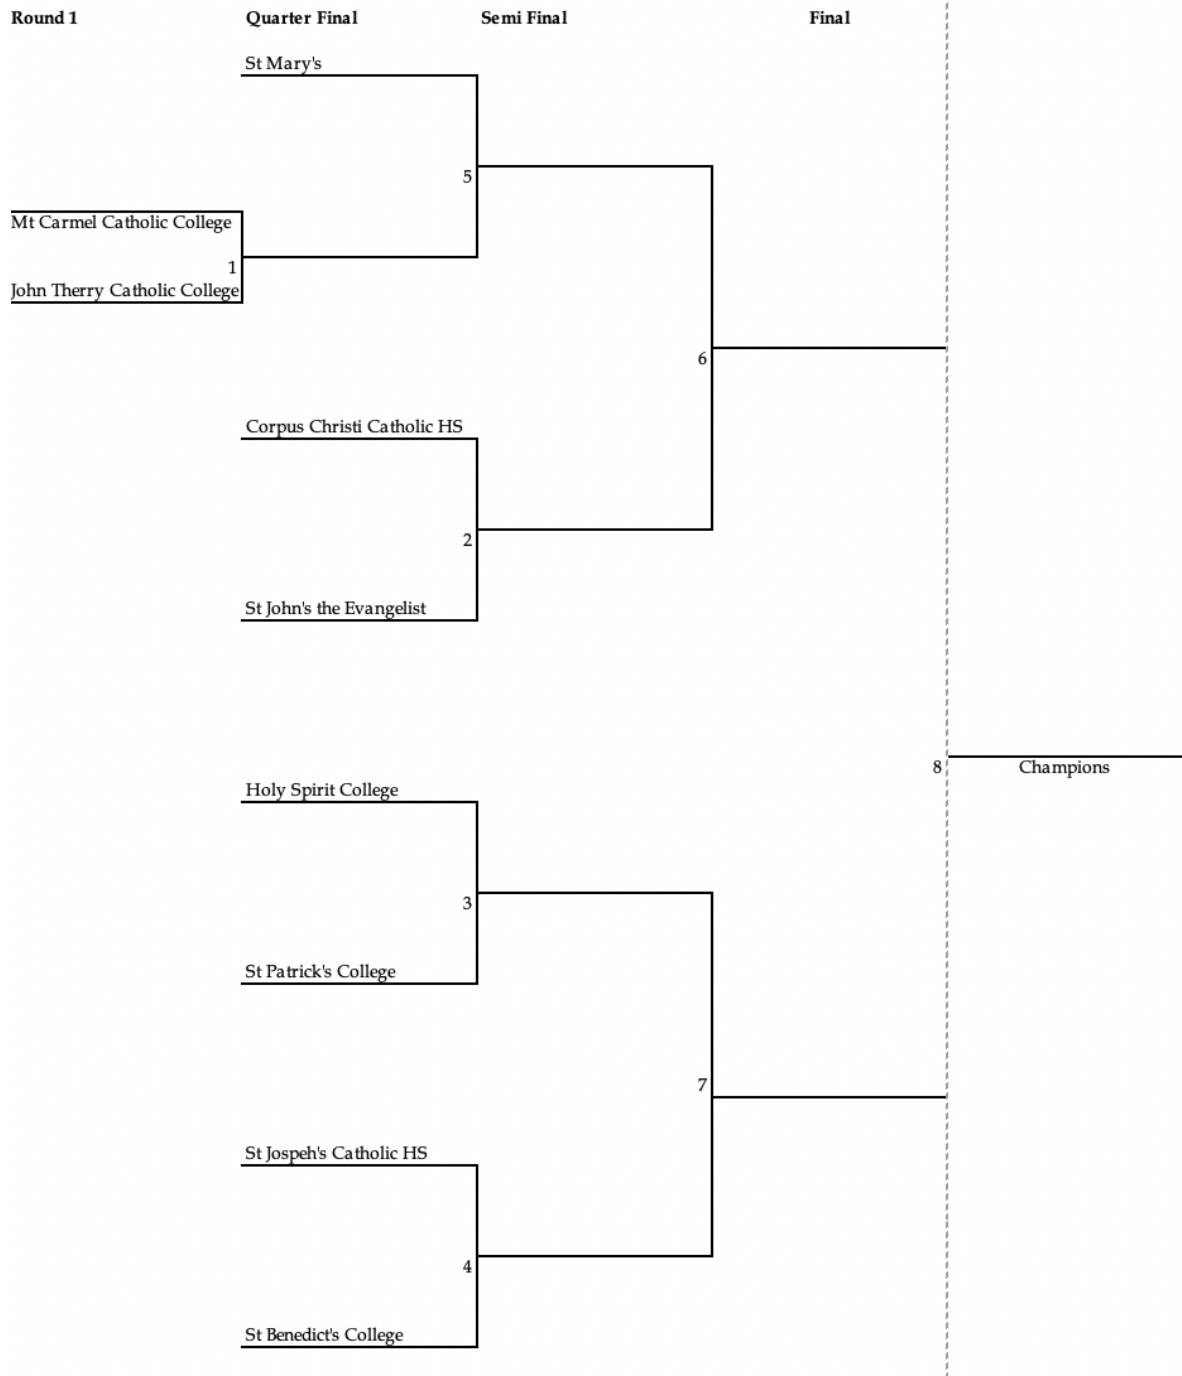 Round 1
Quarter Final
Semi Final
Final
St Mary's
5
Mt Carmel Catholic College
1
John Therry Catholic College
6
Corpus Christi Catholic HS
2
St John's the Evangelist
8
Champions
Holy Spirit College
3
St Patrick's College
7
St Jospeh's Catholic HS
4
St Benedict's College